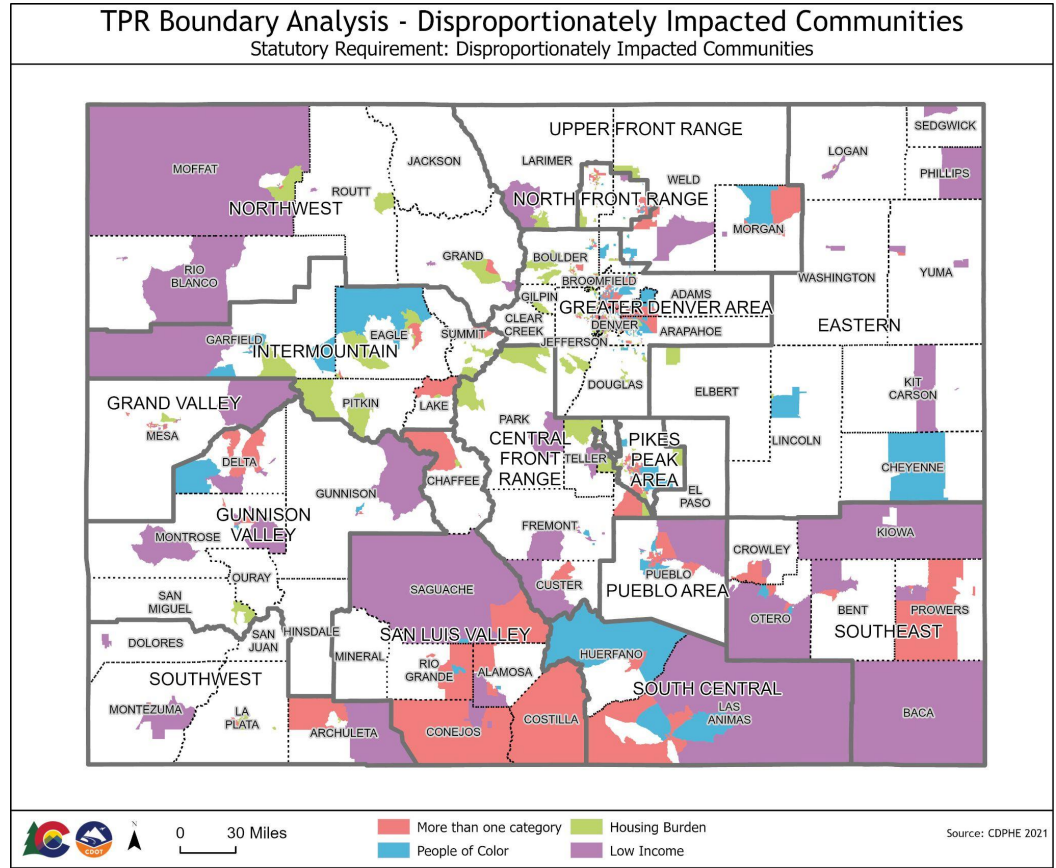 TPR Boundary Analysis - Disproportionately Impacted Communities
Statutory Requirement: Disproportionately Impacted Communities
UPPER FRONT RANGE
SEDGWICK
LOGAN
JACKSON
LARIMER
MOFFAT
PHILLIPS
WELD
ROUTT
NORTH FRONT RANGE
NORTHWEST
MORGAN
GRAND
BOULDER
RIO
BLANCO
WASHINGTON
YUMA
BROOMFIELD
GILPIN
ADAMS
GREATER DENVER AREA
CLEAR
CREEK
DENVER
ARAPAHOE
EASTERN
GARFIELD
EAGLE
SUMMIT
JEFFERSON
INTERMOUNTAIN
DOUGLAS
ELBERT
KIT
CARSON
GRAND VALLEY
PITKIN
LAKE
PARK
MESA
LINCOLN
CENTRAL
FRONT
RANGE
TELLER
PIKES
PEAK
AREA
DELTA
CHEYENNE
CHAFFEE
GUNNISON
EL
PASO
GUNNISON
VALLEY
FREMONT
KIOWA
MONTROSE
CROWLEY
OURAY
PUEBLO
SAGUACHE
CUSTER
PUEBLO AREA
SAN
MIGUEL
BENT
PROWERS
OTERO
SAN
JUAN
HINSDALE
SAN LUIS VALLEY
SOUTHEAST
DOLORES
MINERAL
HUERFANO
RIO
GRANDE
ALAMOSA
SOUTHWEST
SOUTH CENTRAL
MONTEZUMA
LA
PLATA
LAS
ANIMAS
BACA
COSTILLA
ARCHULETA
CONEJOS
CDOT
N
0 30 Miles
More than one category
Housing Burden
People of Color
Low Income
Source: CDPHE 2021